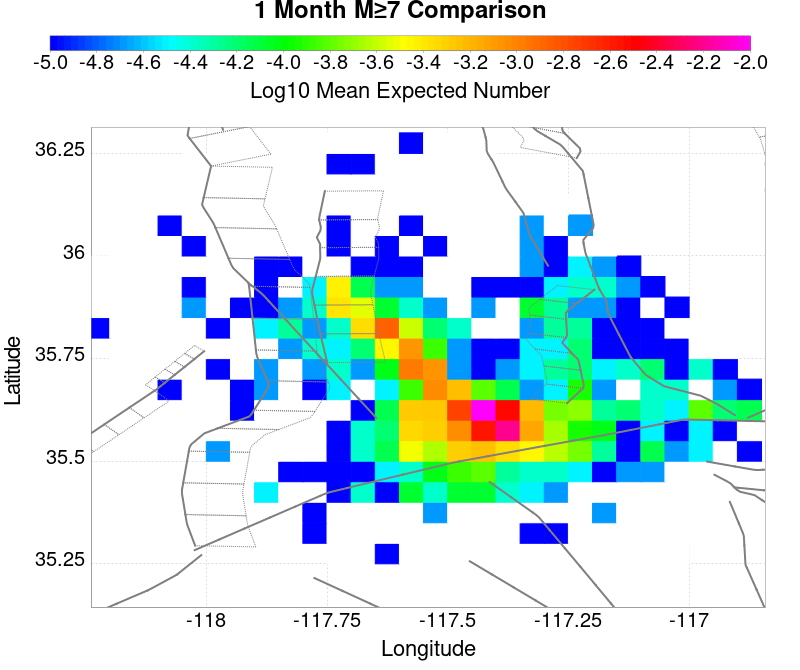 1 Month M≥7 Comparison
-5.0 -4.8 -4.6 -4.4 -4.2 -4.0 -3.8 -3.6 -3.4 -3.2 -3.0 -2.8 -2.6 -2.4 -2.2 -2.0
Log10 Mean Expected Number
36.25
36
35.75
35.5
35.25
Latitude
-118 -117.75 -117.5 -117.25 -117
Longitude